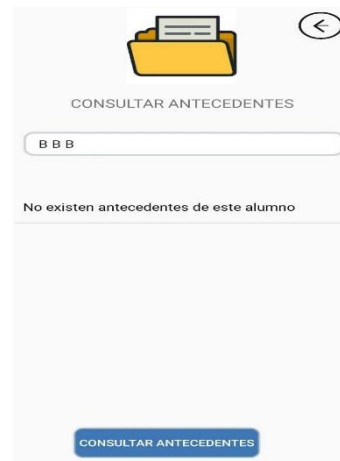 CONSULTAR ANTECEDENTES
B B B
No existen antecedentes de este alumno
CONSULTAR ANTECEDENTES